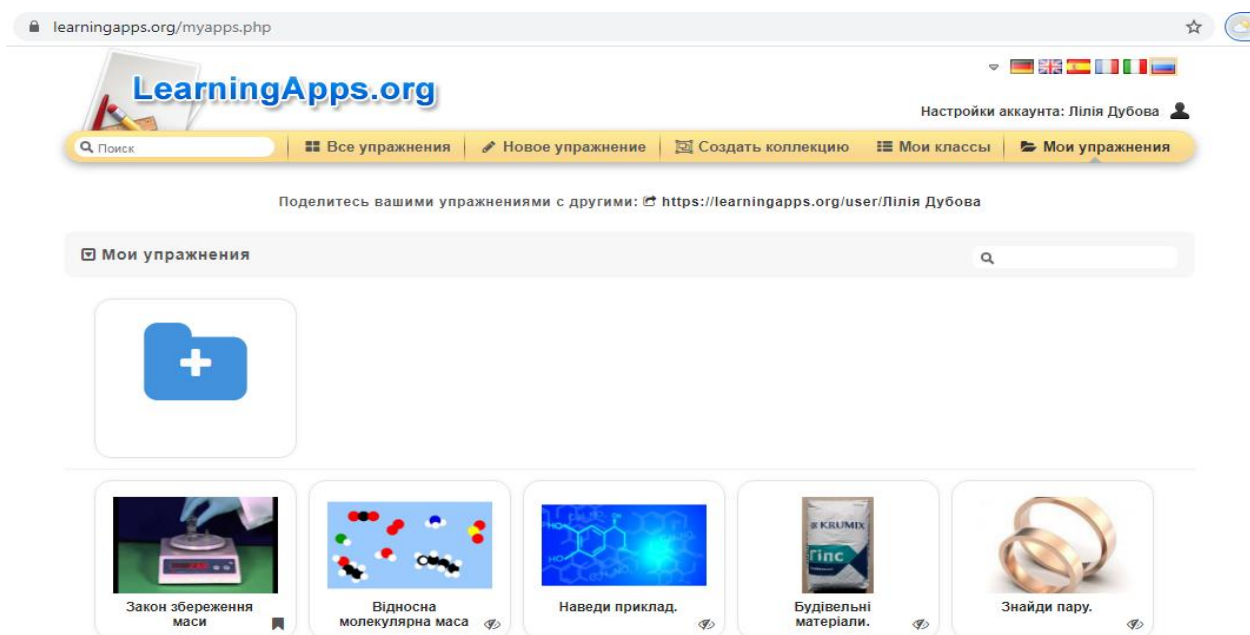 learningapps.org/myapps.php
LearningApps.org
Настройки аккаунта: Лілія Дубова
Поиск
Все упражнения
Новое упражнение
Создать коллекцию
Мои классы
Мои упражнения
Поделитесь вашими упражнениями с другими: https://learningapps.org/user/Лілія Дубова
Мои упражнения
KRUMIX
Гіпс
Закон збереження
маси
Відносна
молекулярна маса
Наведи приклад.
Будівельні
матеріали.
Знайди пару.